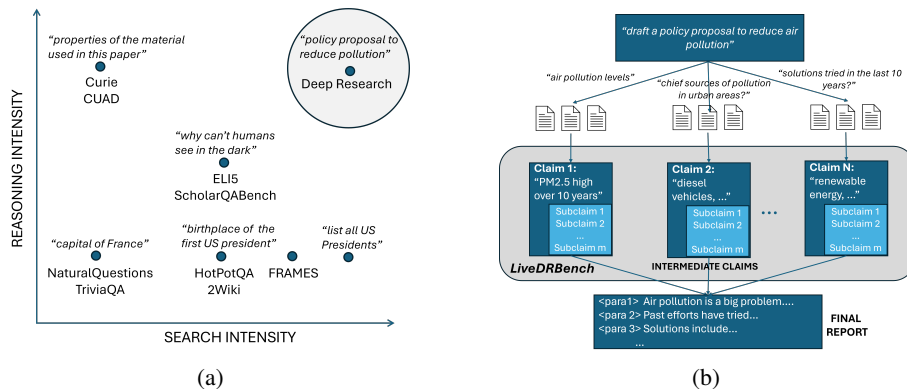 REASONING INTENSITY
"properties of the material
used in this paper"
Curie
CUAD
"policy proposal to
reduce pollution"
Deep Research
"why can't humans
see in the dark"
ELI5
ScholarQABench
"capital of France"
NaturalQuestions
TriviaQA
"birthplace of the
first US president"
HotPotQA
2Wiki
FRAMES
"list all US
Presidents"
SEARCH INTENSITY
(a)
"draft a policy proposal to reduce air
pollution"
"air pollution levels"
"chief sources of pollution
in urban areas?"
"solutions tried in the last 10
years?"
Claim 1:
"PM2.5 high
over 10 years"
Subclaim 1
Subclaim 2
...
Subclaim m
Claim 2:
"diesel
vehicles, ..."
Subclaim 1
Subclaim 2
...
Subclaim m
...
Claim N:
"renewable
energy, ..."
Subclaim 1
Subclaim 2
...
Subclaim m
LiveDRBench
INTERMEDIATE CLAIMS
<para1> Air pollution is a big problem....
<para 2> Past efforts have tried...
<para 3> Solutions include...
...
FINAL
REPORT
(b)